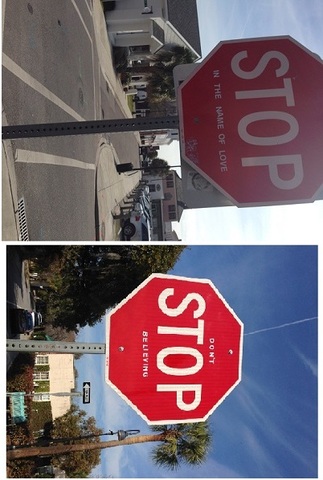 STOP
IN THE NAME OF LOVE
DON'T
STOP
BELIEVING